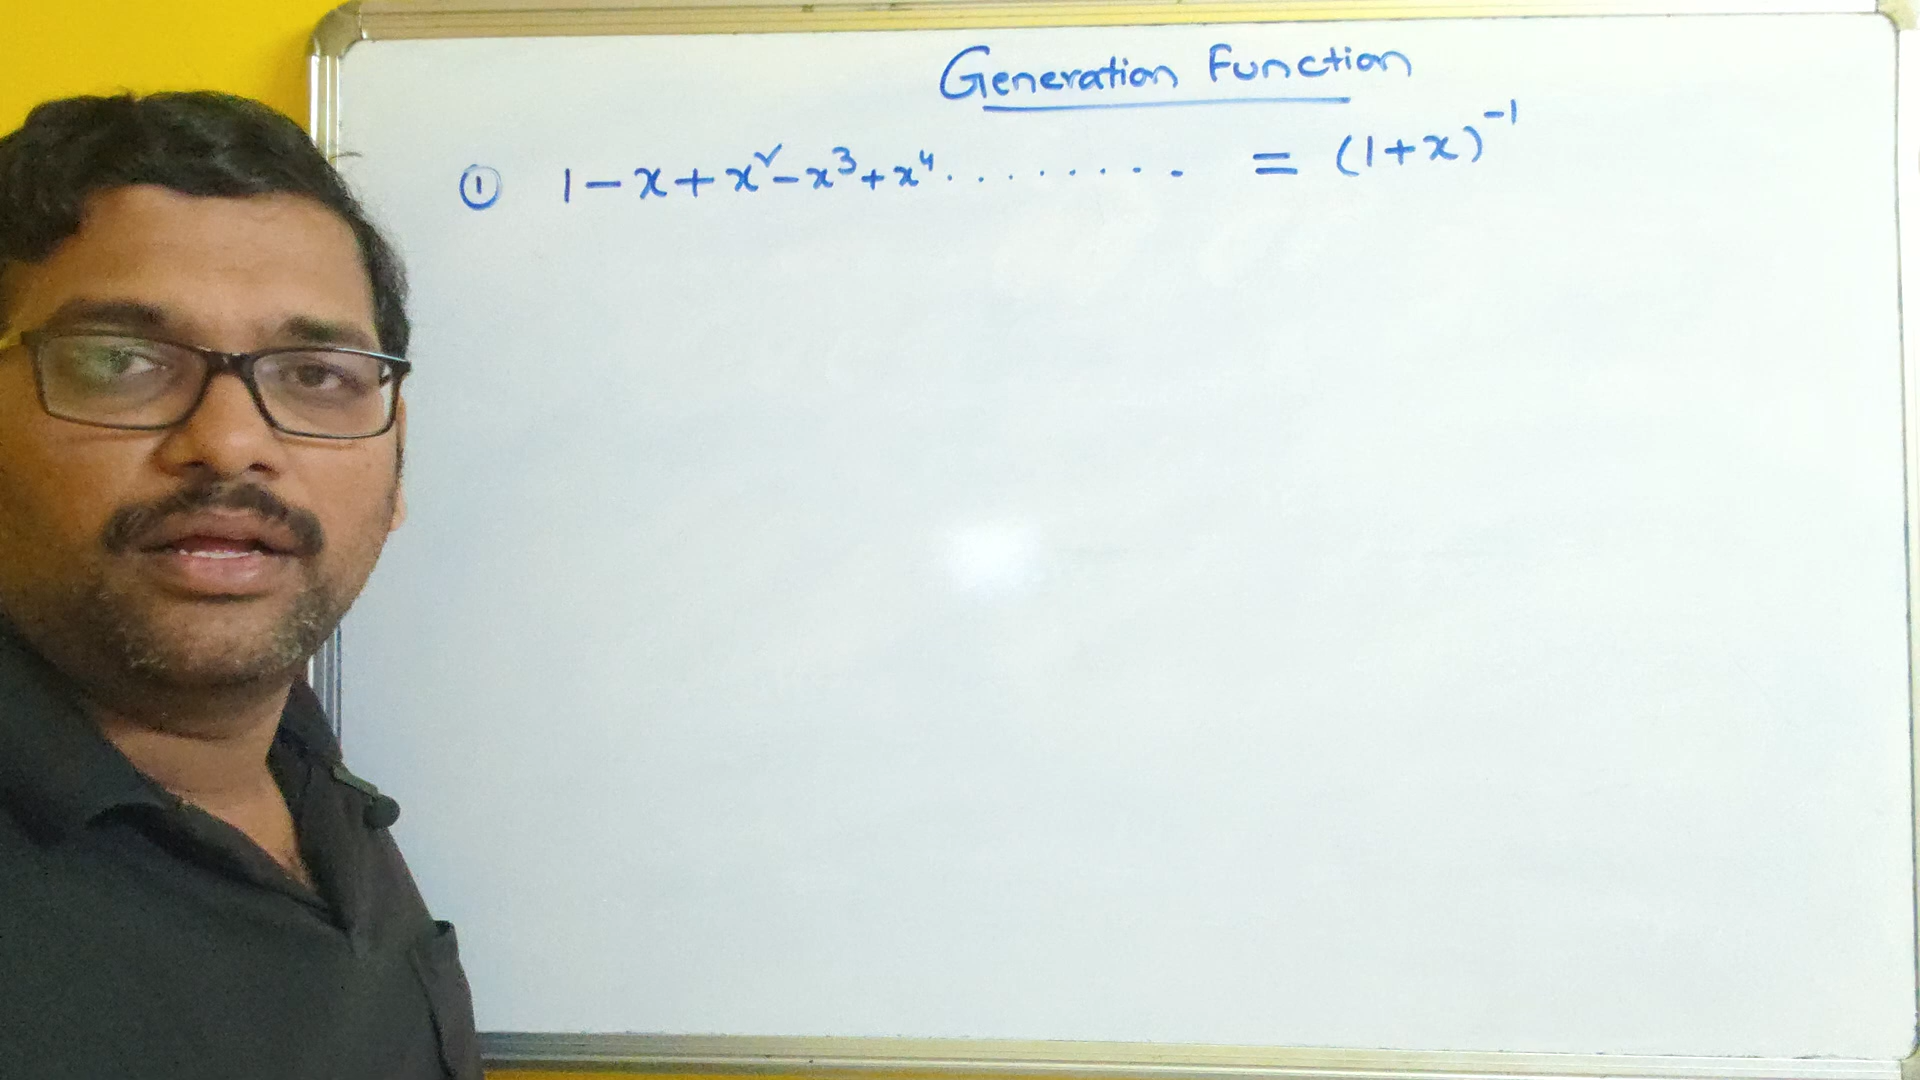 Generation Function
① 1 - x + x² - x³ + x⁴ . . . . . . . . = (1+x)⁻¹